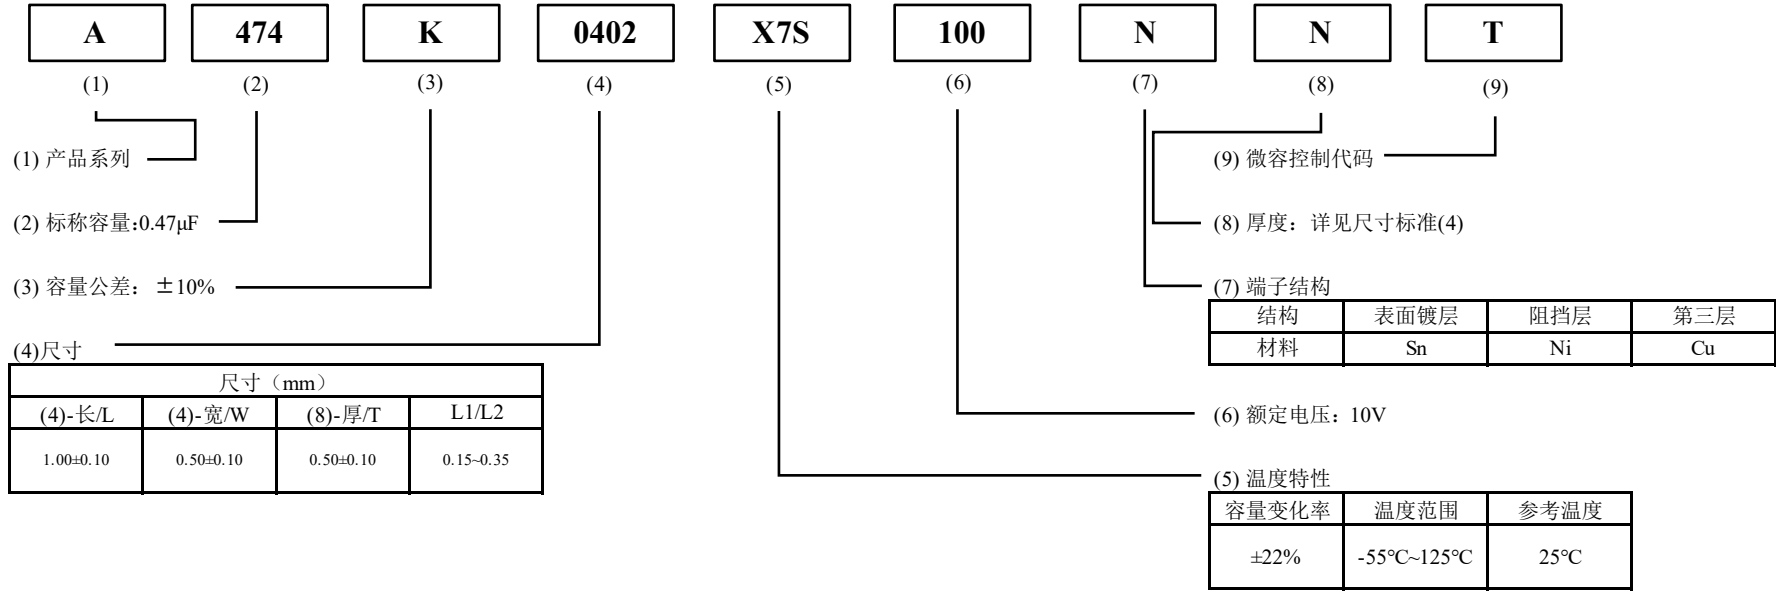 A 474 K 0402 X7S 100 N N T
(1) (2) (3) (4) (5) (6) (7) (8) (9)
(1) 产品系列
(2) 标称容量:0.47μF
(3) 容量公差：±10%
(4)尺寸
尺寸（mm）
(4)-长/L (4)-宽/W (8)-厚/T L1/L2
1.00±0.10 0.50±0.10 0.50±0.10 0.15~0.35
(9) 微容控制代码
(8) 厚度：详见尺寸标准(4)
(7) 端子结构
结构 表面镀层 阻挡层 第三层
材料 Sn Ni Cu
(6) 额定电压：10V
(5) 温度特性
容量变化率 温度范围 参考温度
±22% -55℃~125℃ 25℃